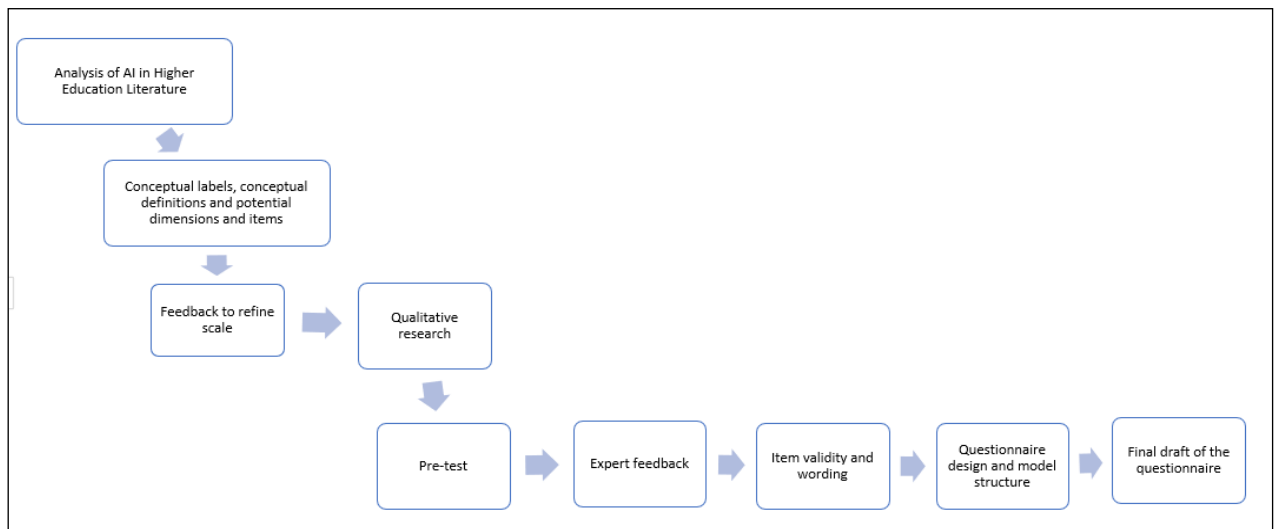 Analysis of AI in Higher
Education Literature
Conceptual labels, conceptual
definitions and potential
dimensions and items
Feedback to refine
scale
Qualitative
research
Pre-test
Expert feedback
Item validity and
wording
Questionnaire
design and model
structure
Final draft of the
questionnaire